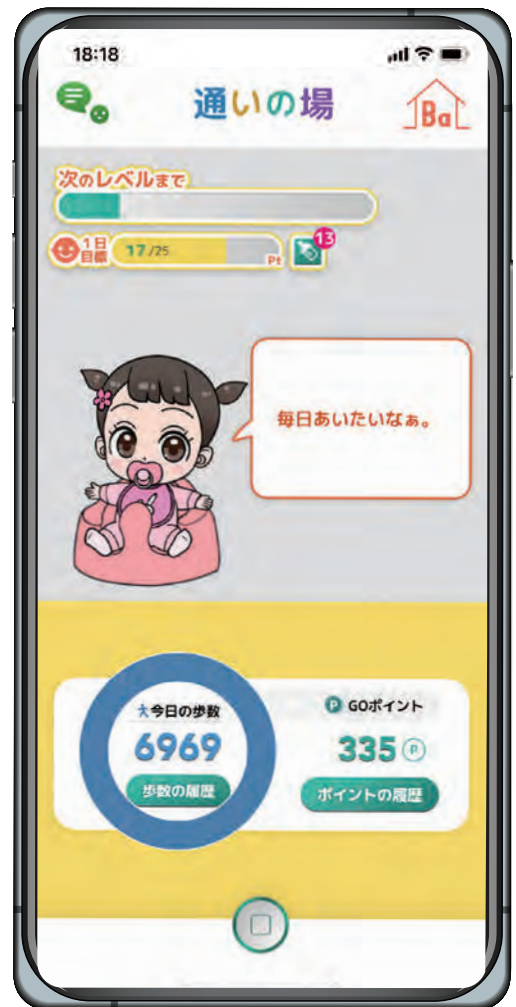 18:18
通いの場
Ba
次のレベルまで
1日
目標
17/25
Pt
13
毎日あいたいなぁ。
今日の歩数
6969
歩数の履歴
P GOポイント
335 P
ポイントの履歴